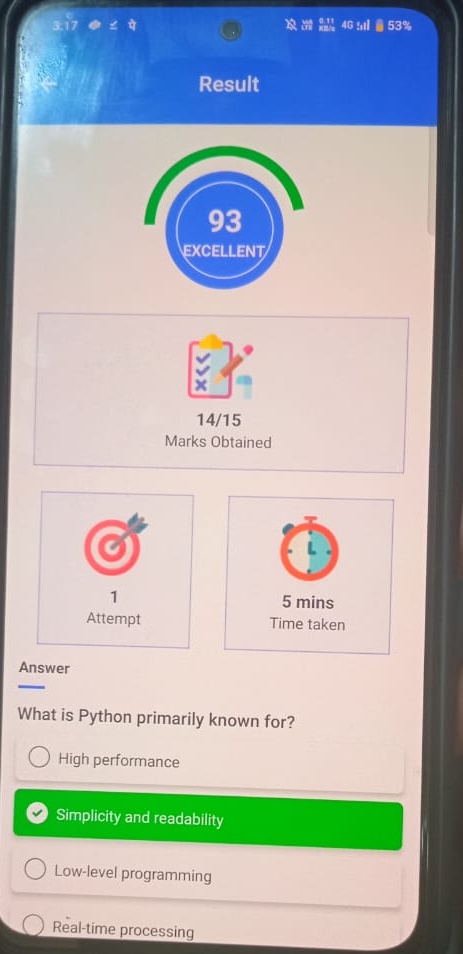 3:17 पे VoLTE 0.11 KB/s 4G 53%
Result
93
EXCELLENT
14/15
Marks Obtained
1
Attempt
5 mins
Time taken
Answer
What is Python primarily known for?
High performance
Simplicity and readability
Low-level programming
Real-time processing